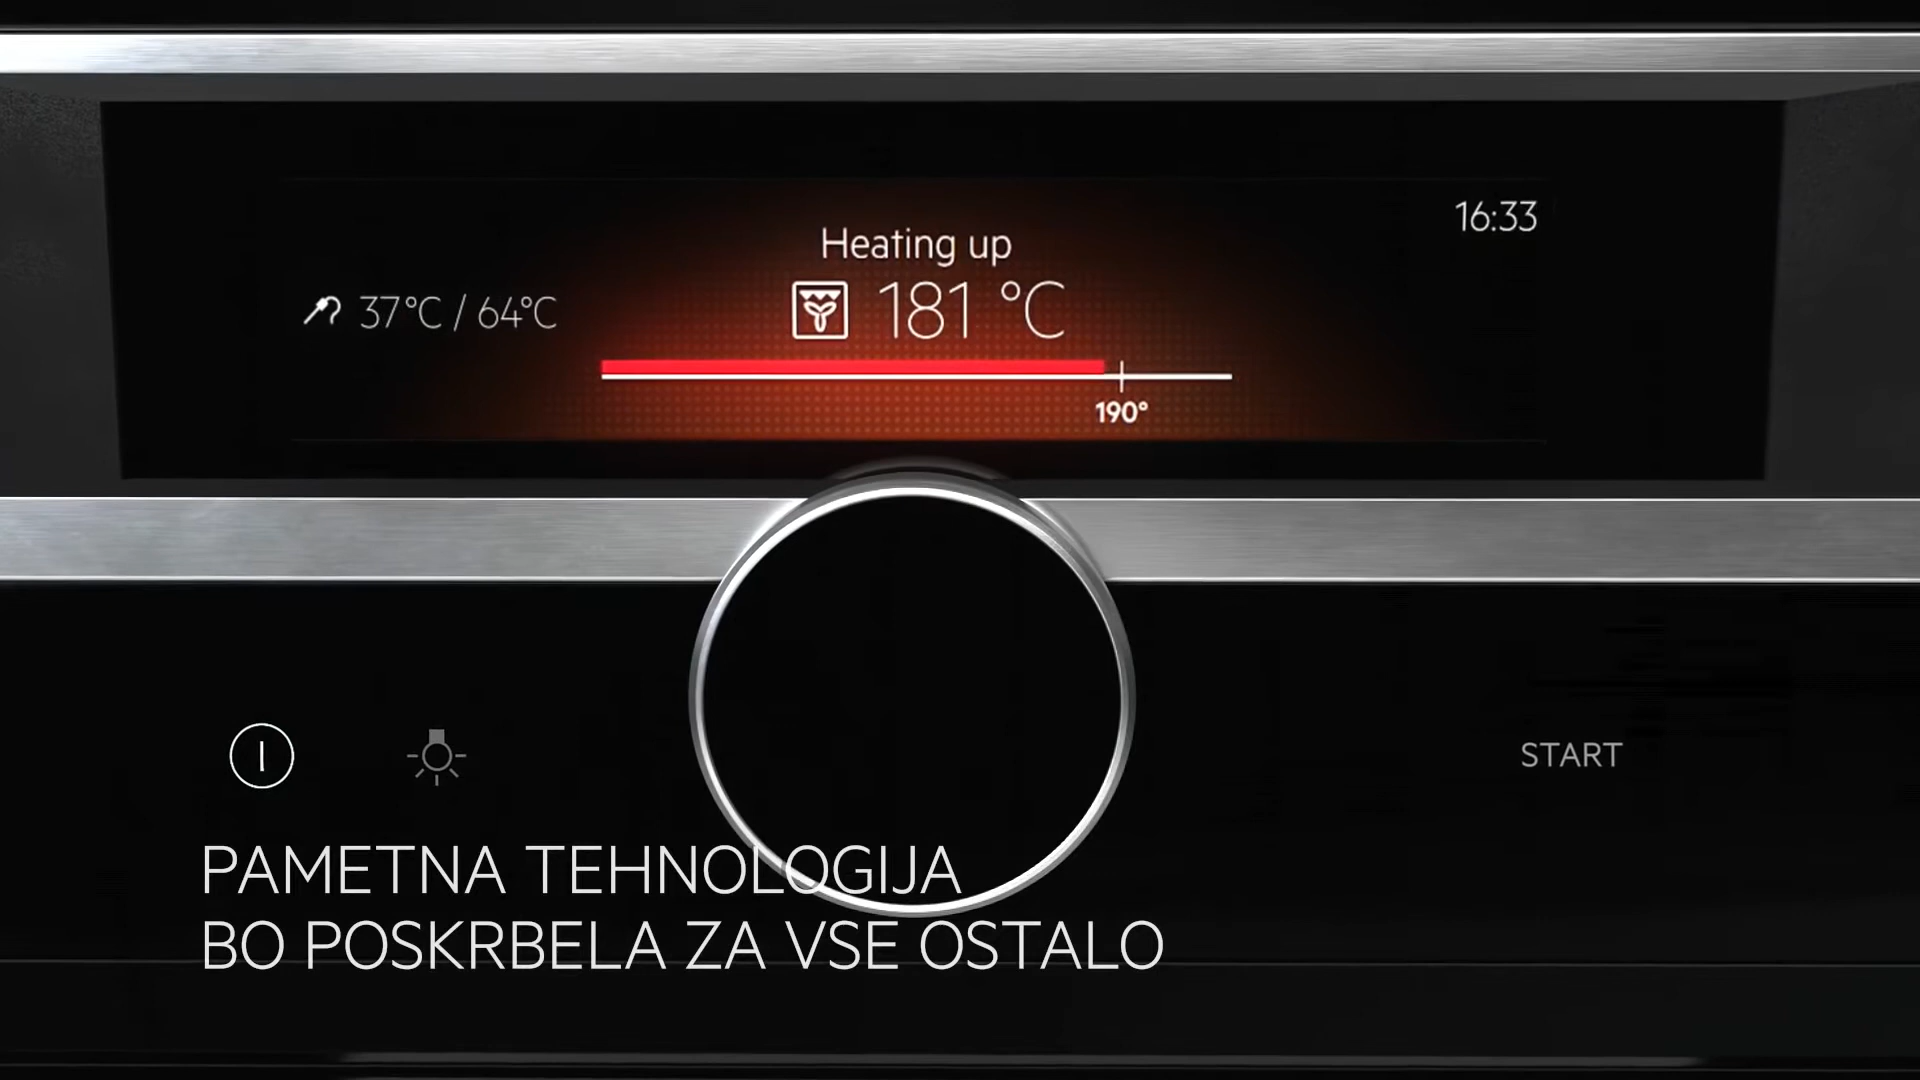 16:33
Heating up
37°C / 64°C
181 °C
190°
START
PAMETNA TEHNOLOGIJA
BO POSKRBELA ZA VSE OSTALO